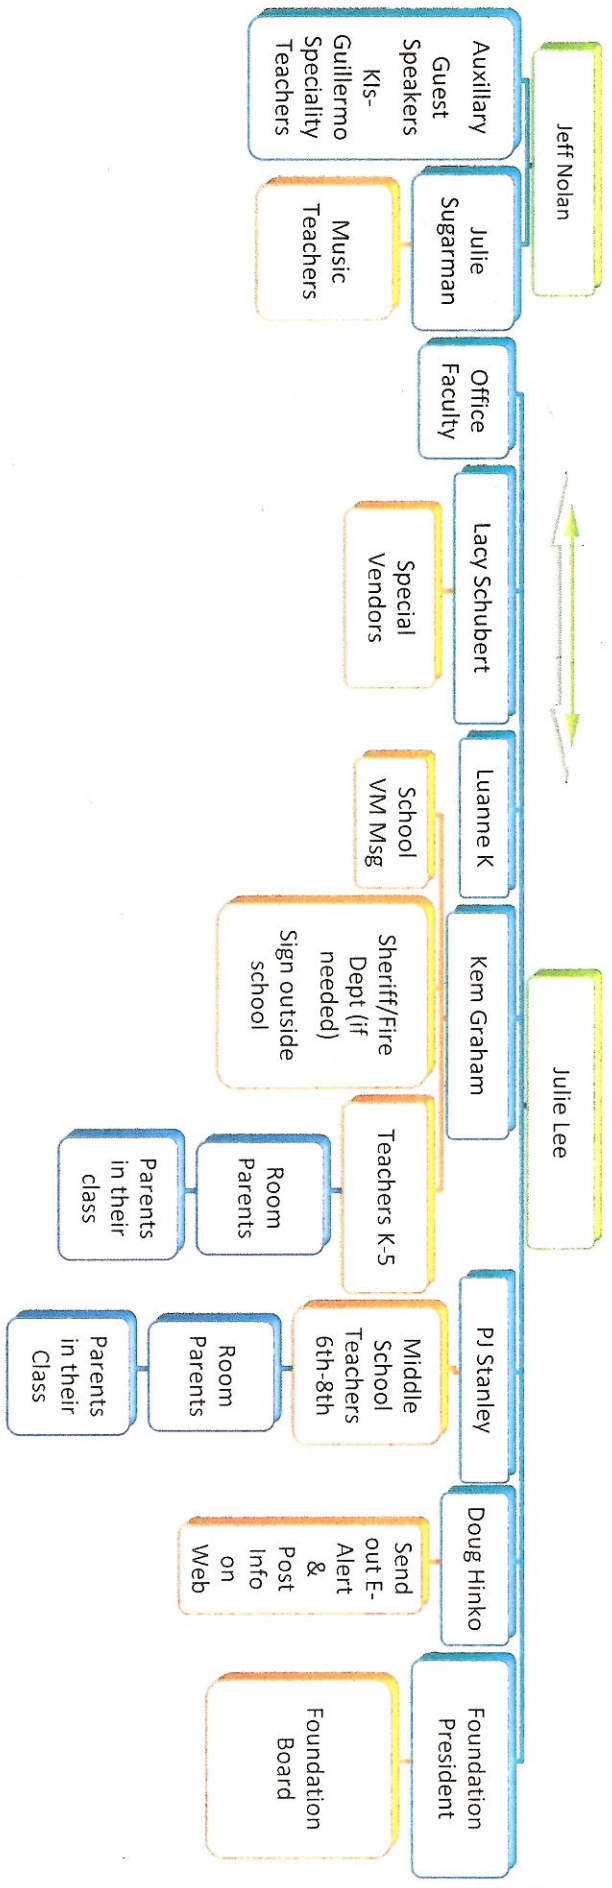 Jeff Nolan
Julie Lee
Auxillary
Guest
Speakers
KIs-
Guillermo
Speciality
Teachers
Julie
Sugarman
Office
Faculty
Lacy Schubert
Luanne K
Kem Graham
PJ Stanley
Doug Hinko
Foundation
President
Music
Teachers
Special
Vendors
School
VM Msg
Sheriff/Fire
Dept (if
needed)
Sign outside
school
Teachers K-5
Middle
School
Teachers
6th-8th
Send
out E-
Alert
&
Post
Info
on
Web
Foundation
Board
Room
Parents
Room
Parents
Parents
in their
class
Parents
in their
Class